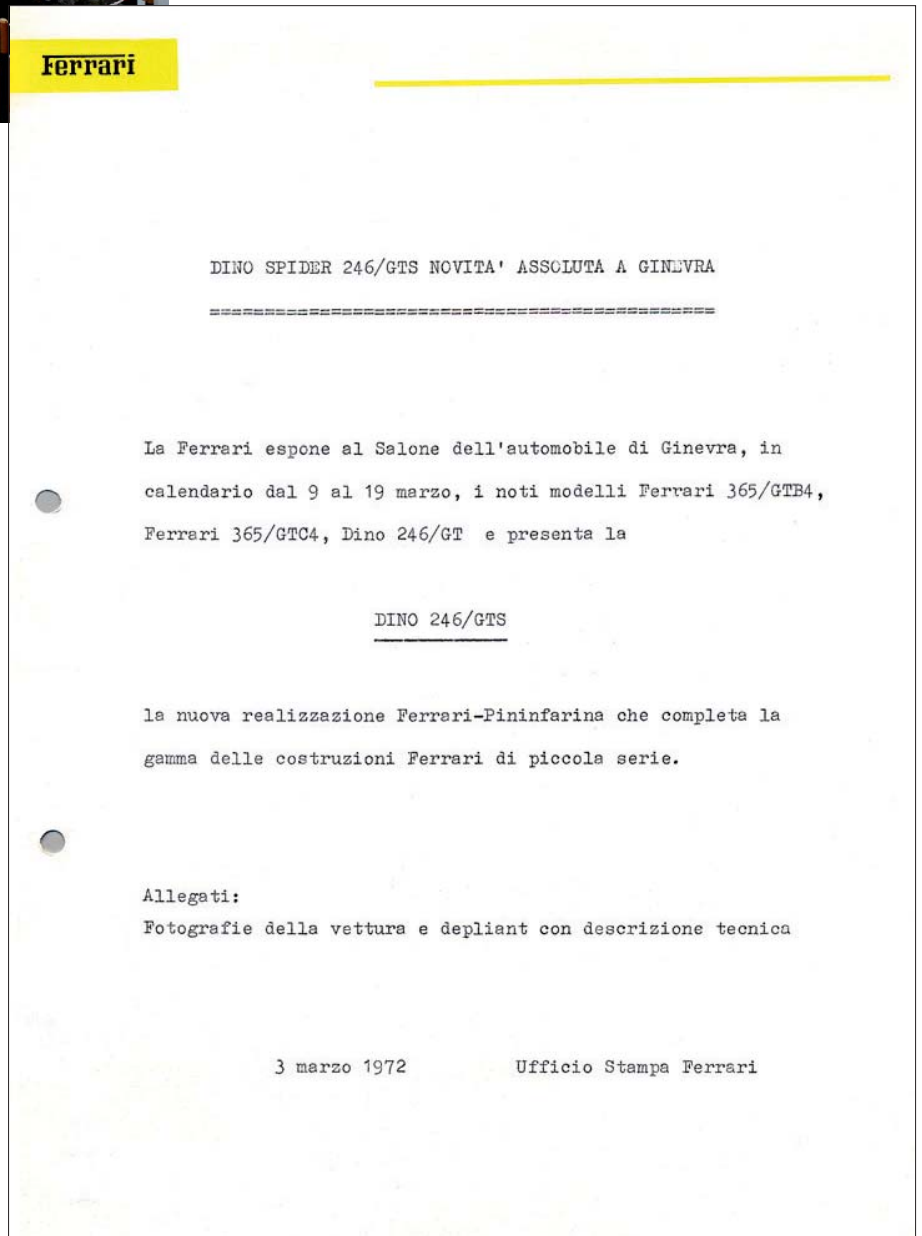 Ferrari
DINO SPIDER 246/GTS NOVITA' ASSOLUTA A GINEVRA
===============================================
La Ferrari espone al Salone dell'automobile di Ginevra, in
calendario dal 9 al 19 marzo, i noti modelli Ferrari 365/GTB4,
Ferrari 365/GTC4, Dino 246/GT e presenta la
DINO 246/GTS
la nuova realizzazione Ferrari-Pininfarina che completa la
gamma delle costruzioni Ferrari di piccola serie.
Allegati:
Fotografie della vettura e depliant con descrizione tecnica
3 marzo 1972 Ufficio Stampa Ferrari